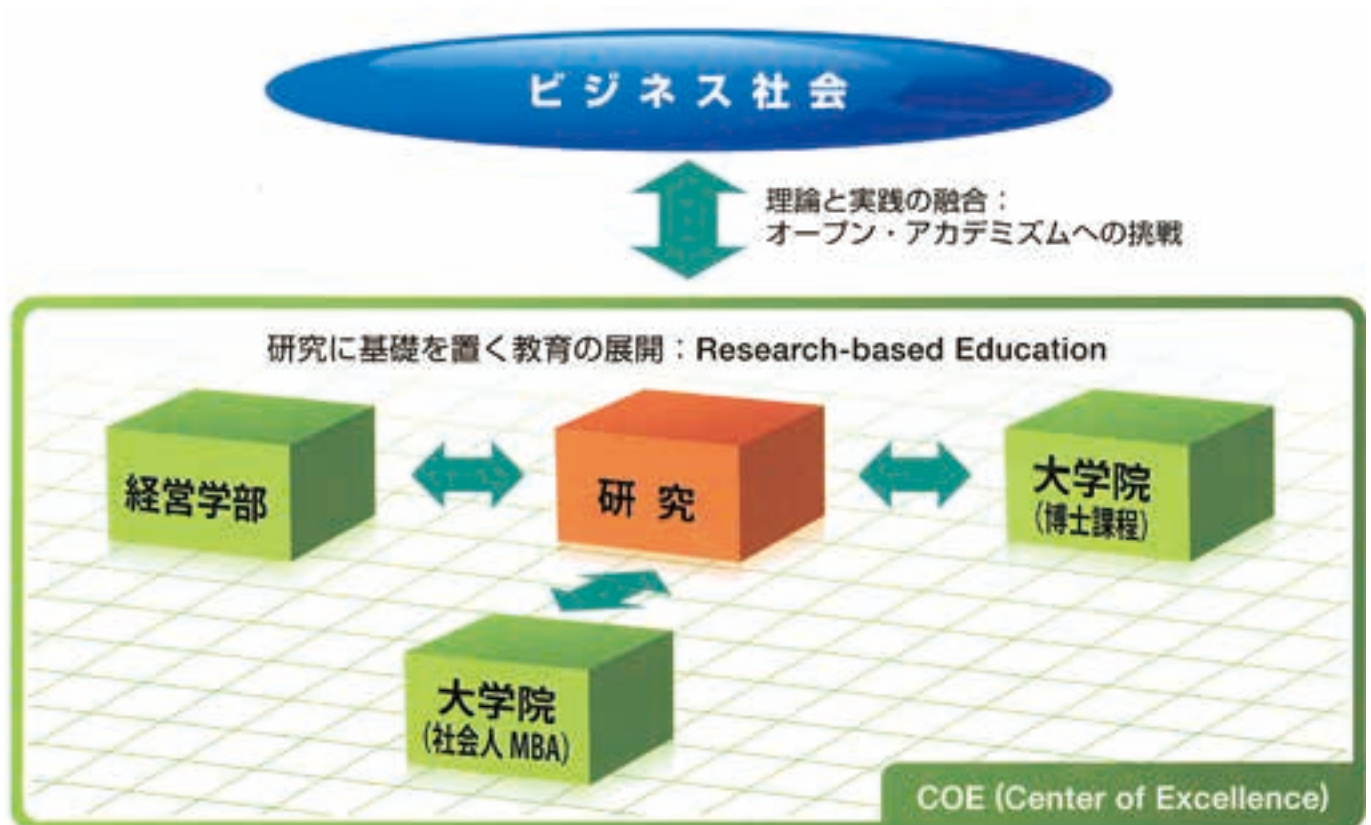 ビジネス社会
理論と実践の融合：
オープン・アカデミズムへの挑戦
研究に基礎を置く教育の展開：Research-based Education
経営学部
研究
大学院
（博士課程）
大学院
（社会人 MBA）
COE (Center of Excellence)